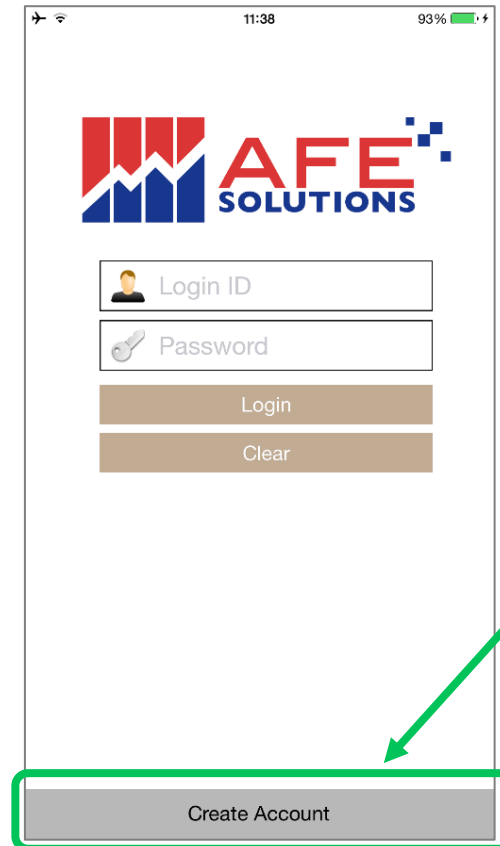 11:38
93%
AFE
SOLUTIONS
Login ID
Password
Login
Clear
Create Account